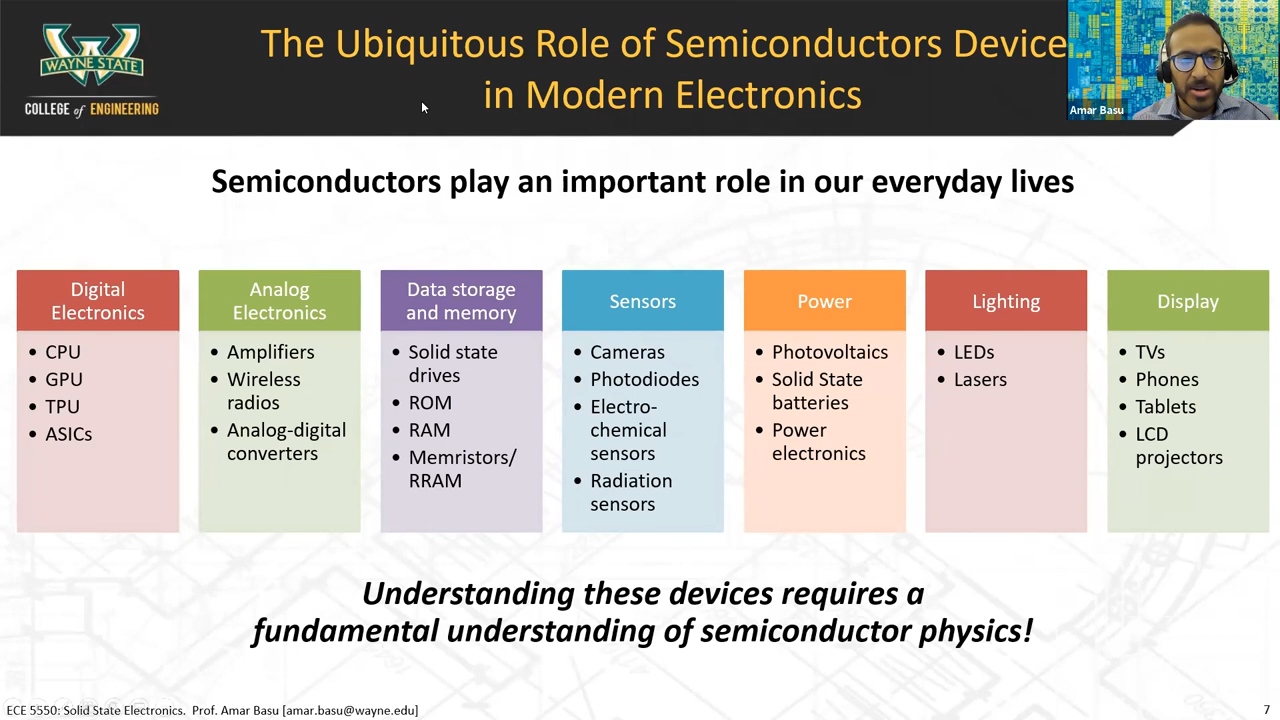 The Ubiquitous Role of Semiconductors Device
in Modern Electronics
WAYNE STATE
COLLEGE of ENGINEERING
Amar Basu
Semiconductors play an important role in our everyday lives
Digital
Electronics
• CPU
• GPU
• TPU
• ASICs
Analog
Electronics
• Amplifiers
• Wireless
radios
• Analog-digital
converters
Data storage
and memory
• Solid state
drives
• ROM
• RAM
• Memristors/
RRAM
Sensors
• Cameras
• Photodiodes
• Electro-
chemical
sensors
• Radiation
sensors
Power
• Photovoltaics
• Solid State
batteries
• Power
electronics
Lighting
• LEDs
• Lasers
Display
• TVs
• Phones
• Tablets
• LCD
projectors
Understanding these devices requires a
fundamental understanding of semiconductor physics!
ECE 5550: Solid State Electronics. Prof. Amar Basu [amar.basu@wayne.edu]
7